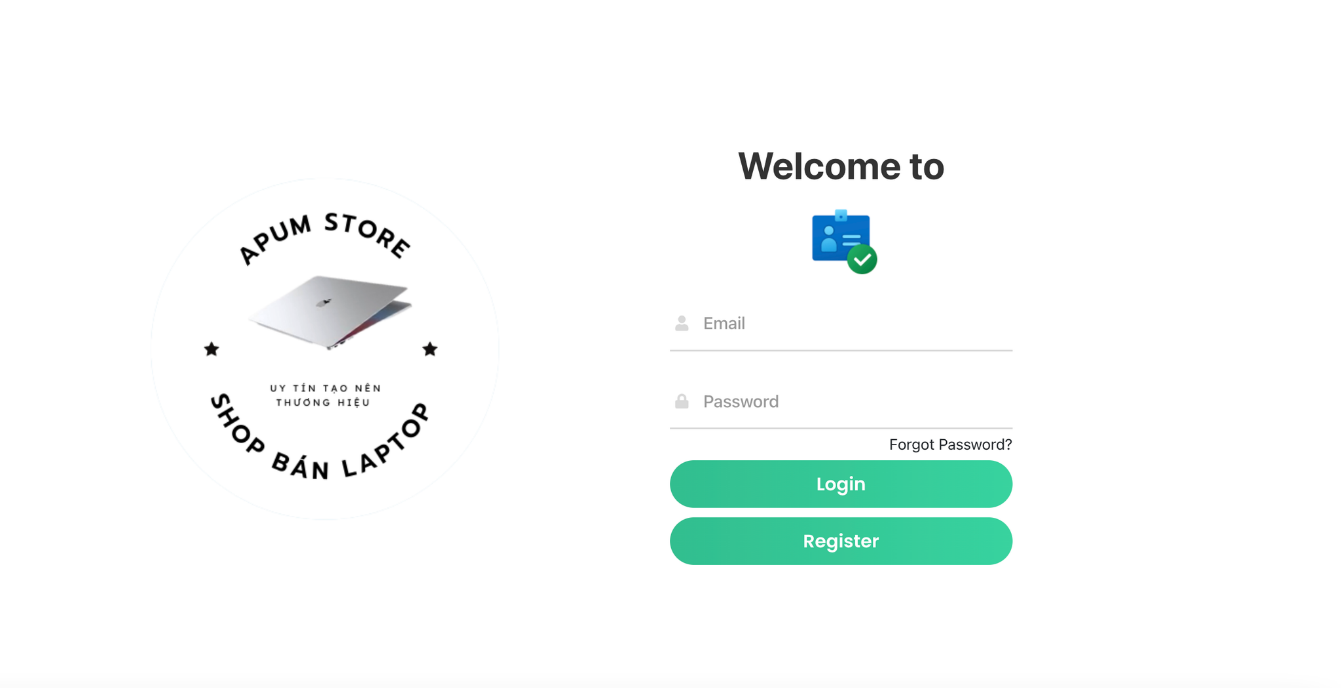 APUM STORE
UY TÍN TẠO NÊN
THƯƠNG HIỆU
SHOP BÁN LAPTOP
Welcome to
Email
Password
Forgot Password?
Login
Register